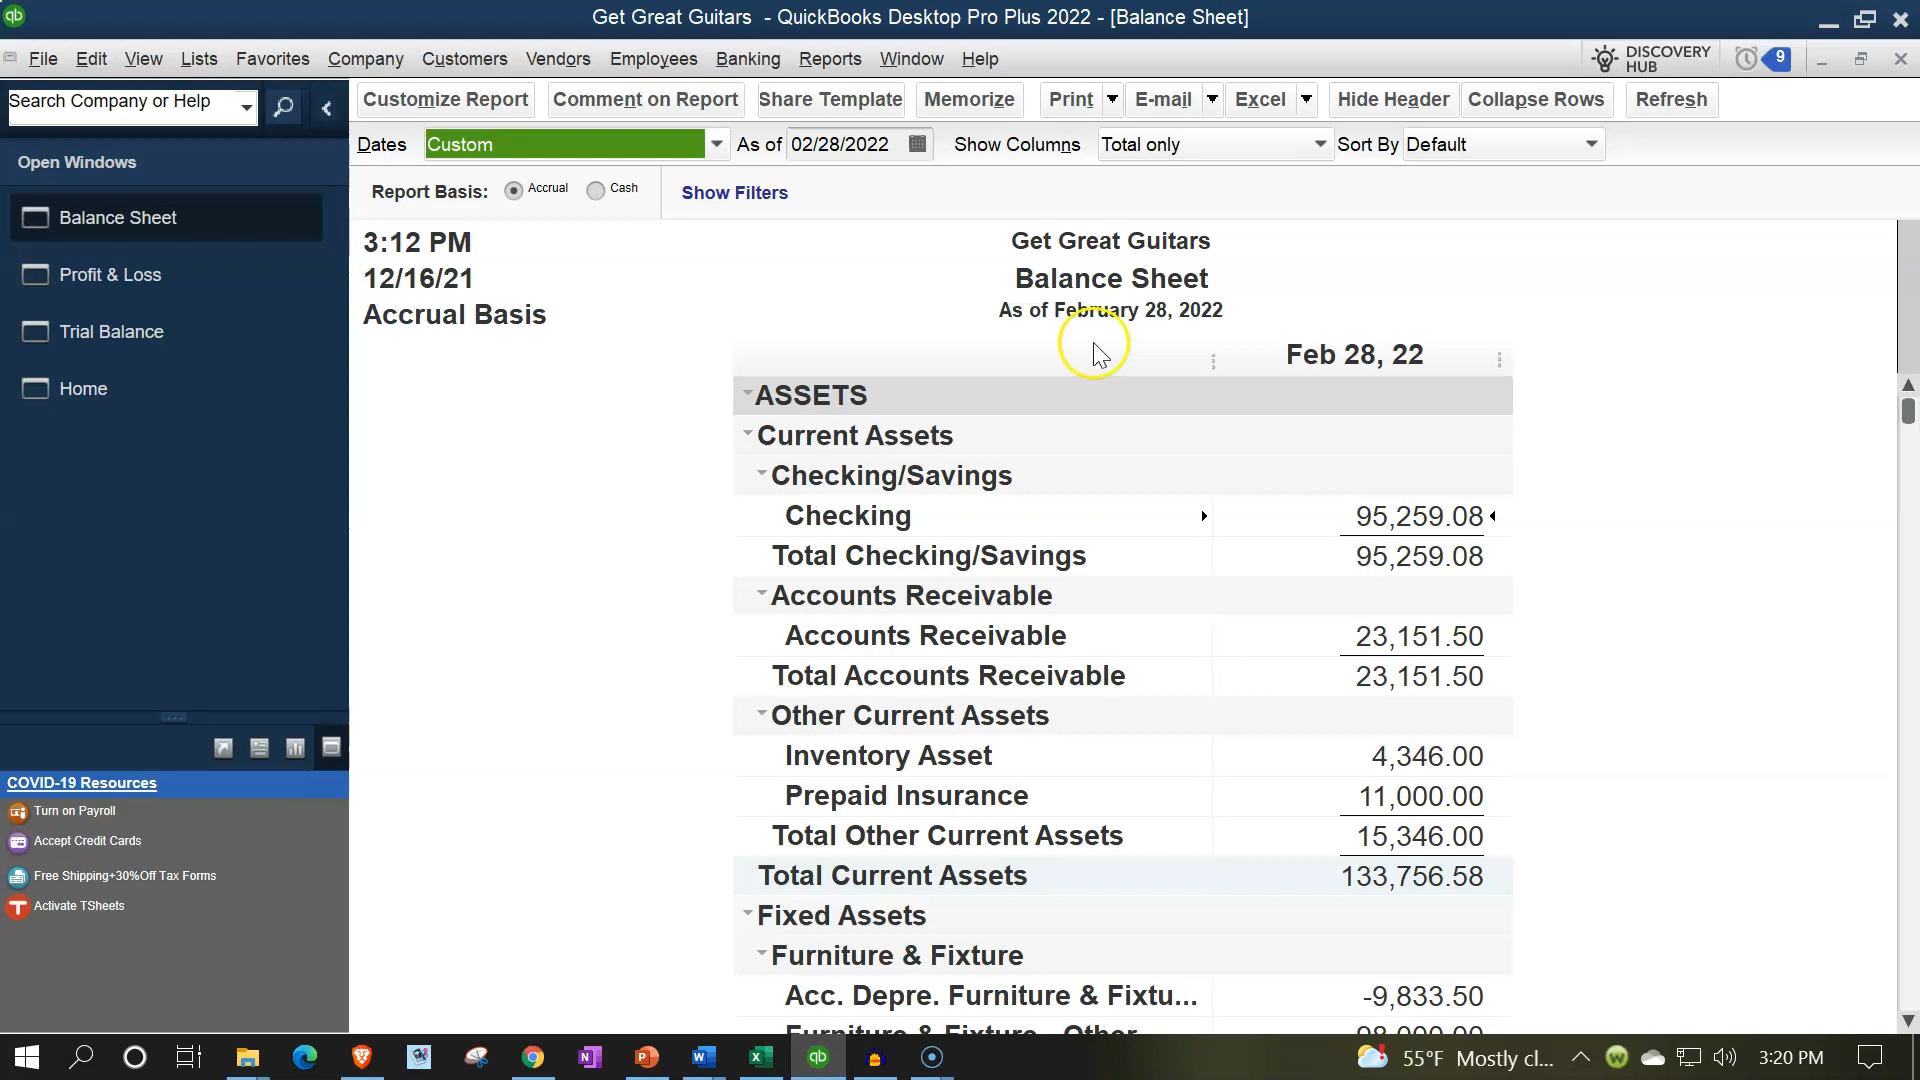 qb
Get Great Guitars - QuickBooks Desktop Pro Plus 2022 - [Balance Sheet]
File Edit View Lists Favorites Company Customers Vendors Employees Banking Reports Window Help
DISCOVERY HUB
9
Search Company or Help
Customize Report Comment on Report Share Template Memorize Print E-mail Excel Hide Header Collapse Rows Refresh
Dates Custom As of 02/28/2022 Show Columns Total only Sort By Default
Open Windows
Report Basis: Accrual Cash Show Filters
Balance Sheet
Profit & Loss
Trial Balance
Home
3:12 PM
12/16/21
Accrual Basis
Get Great Guitars
Balance Sheet
As of February 28, 2022
Feb 28, 22
ASSETS
Current Assets
Checking/Savings
Checking 95,259.08
Total Checking/Savings 95,259.08
Accounts Receivable
Accounts Receivable 23,151.50
Total Accounts Receivable 23,151.50
Other Current Assets
Inventory Asset 4,346.00
Prepaid Insurance 11,000.00
Total Other Current Assets 15,346.00
Total Current Assets 133,756.58
Fixed Assets
Furniture & Fixture
Acc. Depre. Furniture & Fixtu... -9,833.50
Furniture & Fixture - Other 98,000.00
COVID-19 Resources
Turn on Payroll
Accept Credit Cards
Free Shipping+30%Off Tax Forms
Activate TSheets
55°F Mostly cl... 3:20 PM